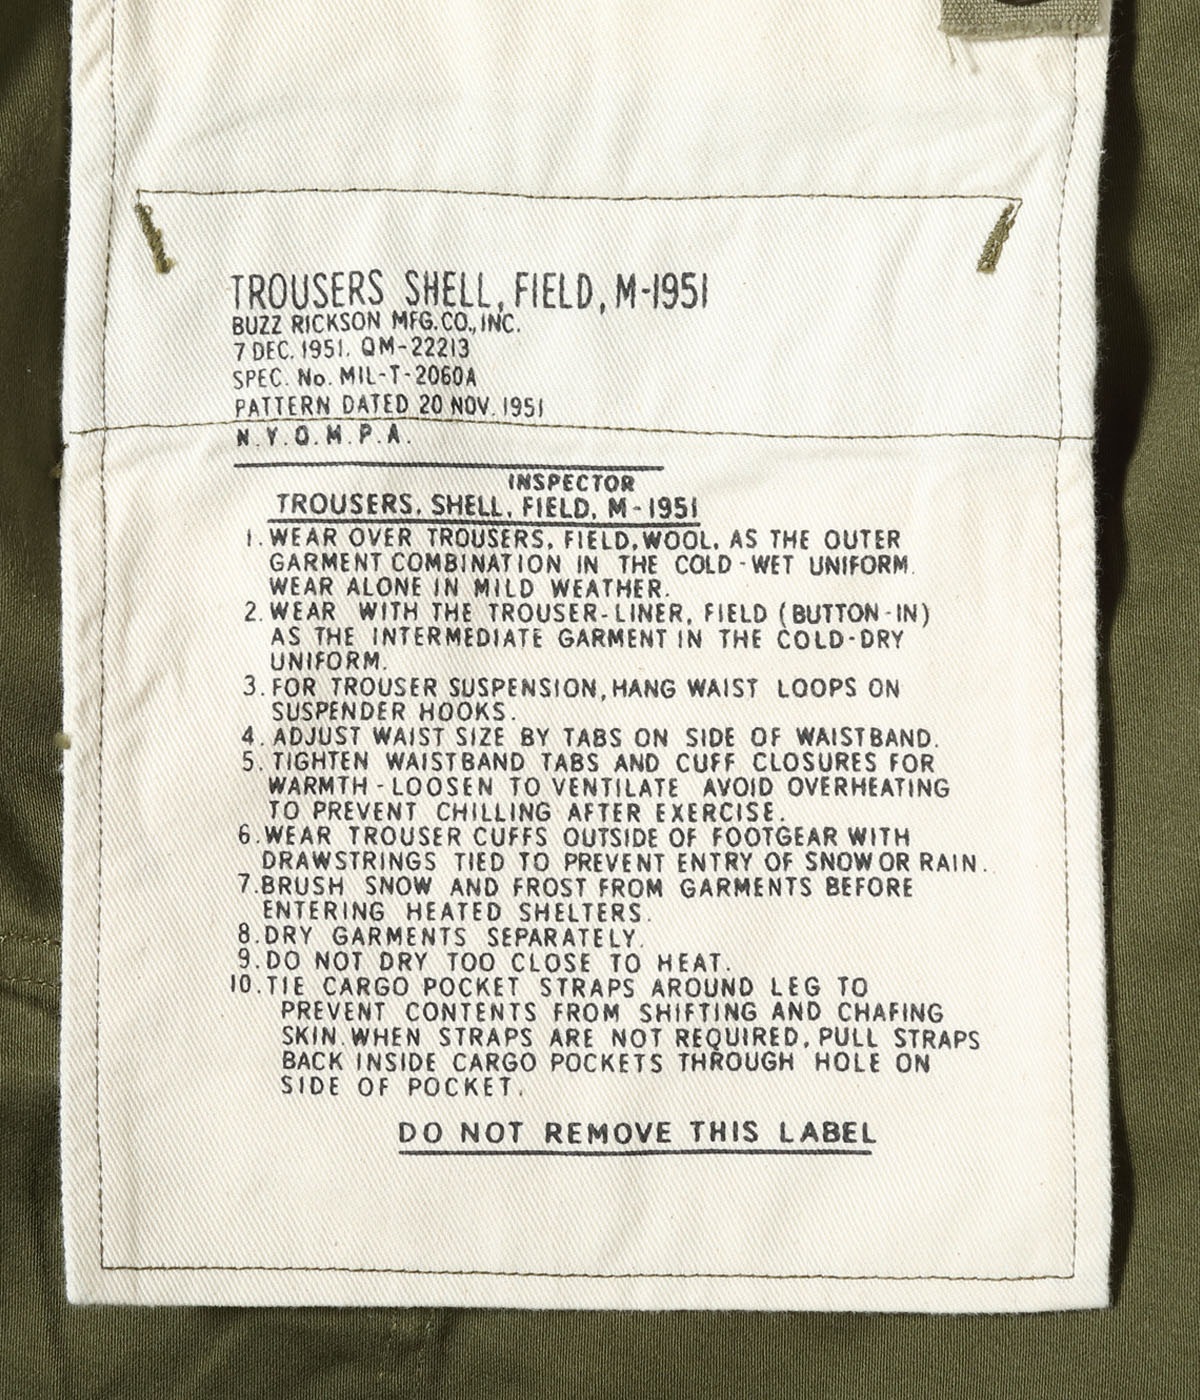 TROUSERS SHELL, FIELD, M-1951
BUZZ RICKSON MFG.CO., INC.
7 DEC. 1951. QM-22213
SPEC. No. MIL-T-2060A
PATTERN DATED 20 NOV. 1951
N.Y.Q.M.P.A.
INSPECTOR
TROUSERS, SHELL, FIELD, M-1951
1. WEAR OVER TROUSERS, FIELD, WOOL, AS THE OUTER
GARMENT COMBINATION IN THE COLD-WET UNIFORM.
WEAR ALONE IN MILD WEATHER.
2. WEAR WITH THE TROUSER-LINER, FIELD (BUTTON-IN)
AS THE INTERMEDIATE GARMENT IN THE COLD-DRY
UNIFORM.
3. FOR TROUSER SUSPENSION, HANG WAIST LOOPS ON
SUSPENDER HOOKS.
4. ADJUST WAIST SIZE BY TABS ON SIDE OF WAISTBAND.
5. TIGHTEN WAISTBAND TABS AND CUFF CLOSURES FOR
WARMTH - LOOSEN TO VENTILATE AVOID OVERHEATING
TO PREVENT CHILLING AFTER EXERCISE.
6. WEAR TROUSER CUFFS OUTSIDE OF FOOTGEAR WITH
DRAWSTRINGS TIED TO PREVENT ENTRY OF SNOW OR RAIN.
7. BRUSH SNOW AND FROST FROM GARMENTS BEFORE
ENTERING HEATED SHELTERS.
8. DRY GARMENTS SEPARATELY.
9. DO NOT DRY TOO CLOSE TO HEAT.
10. TIE CARGO POCKET STRAPS AROUND LEG TO
PREVENT CONTENTS FROM SHIFTING AND CHAFING
SKIN. WHEN STRAPS ARE NOT REQUIRED, PULL STRAPS
BACK INSIDE CARGO POCKETS THROUGH HOLE ON
SIDE OF POCKET.
DO NOT REMOVE THIS LABEL